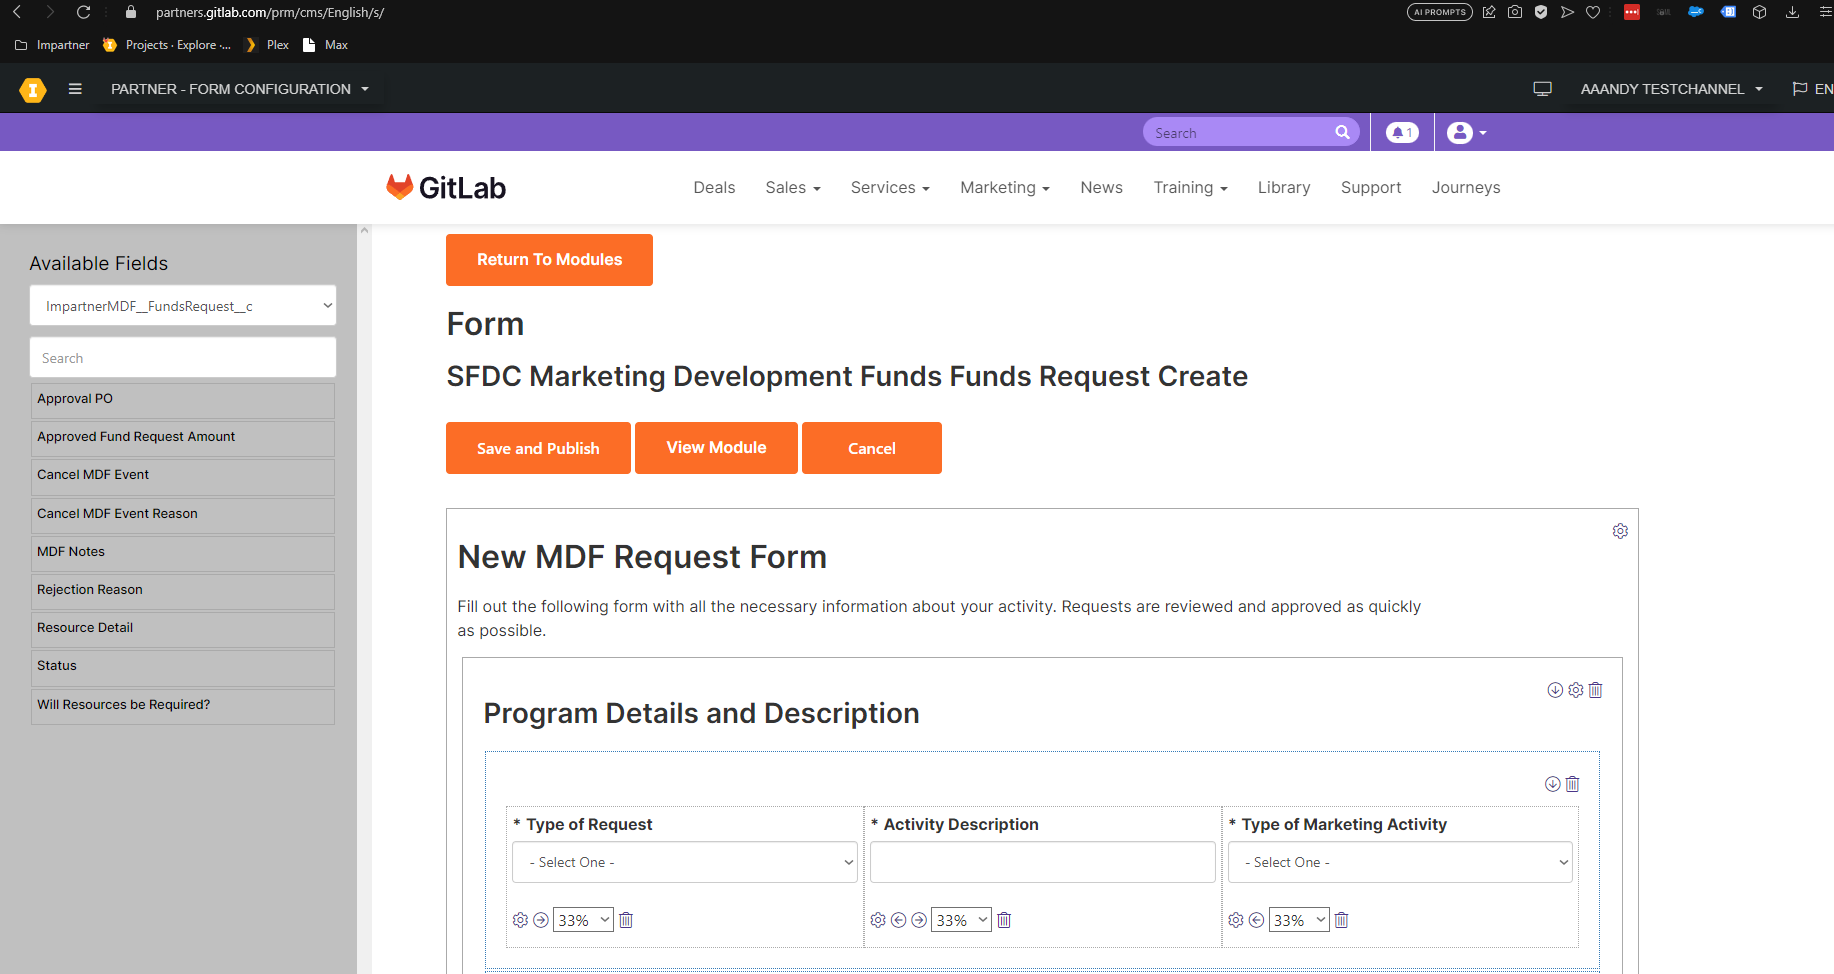 partners.gitlab.com/prm/cms/English/s/
AI PROMPTS
Impartner
Projects · Explore ·...
Plex
Max
PARTNER - FORM CONFIGURATION
AAANDY TESTCHANNEL
EN
Search
1
GitLab
Deals
Sales
Services
Marketing
News
Training
Library
Support
Journeys
Available Fields
ImpartnerMDF__FundsRequest__c
Search
Approval PO
Approved Fund Request Amount
Cancel MDF Event
Cancel MDF Event Reason
MDF Notes
Rejection Reason
Resource Detail
Status
Will Resources be Required?
Return To Modules
Form
SFDC Marketing Development Funds Funds Request Create
Save and Publish
View Module
Cancel
New MDF Request Form
Fill out the following form with all the necessary information about your activity. Requests are reviewed and approved as quickly
as possible.
Program Details and Description
* Type of Request
* Activity Description
* Type of Marketing Activity
- Select One -
- Select One -
33%
33%
33%